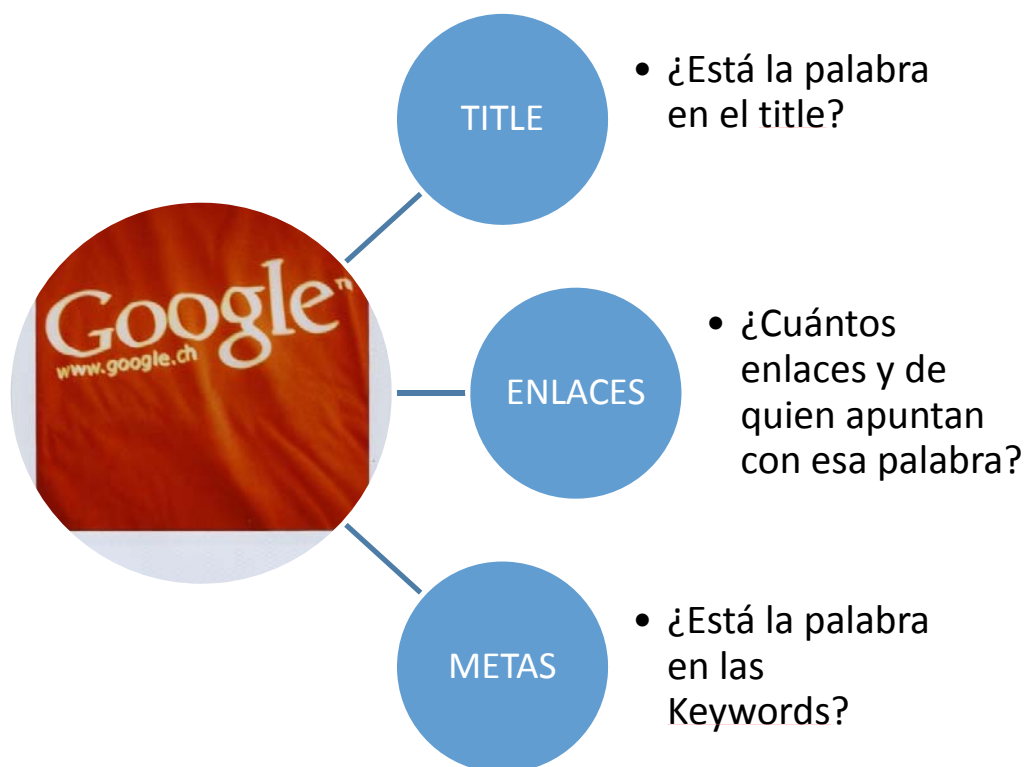 TITLE
• ¿Está la palabra
en el title?
Google™
www.google.ch
ENLACES
• ¿Cuántos
enlaces y de
quien apuntan
con esa palabra?
METAS
• ¿Está la palabra
en las
Keywords?